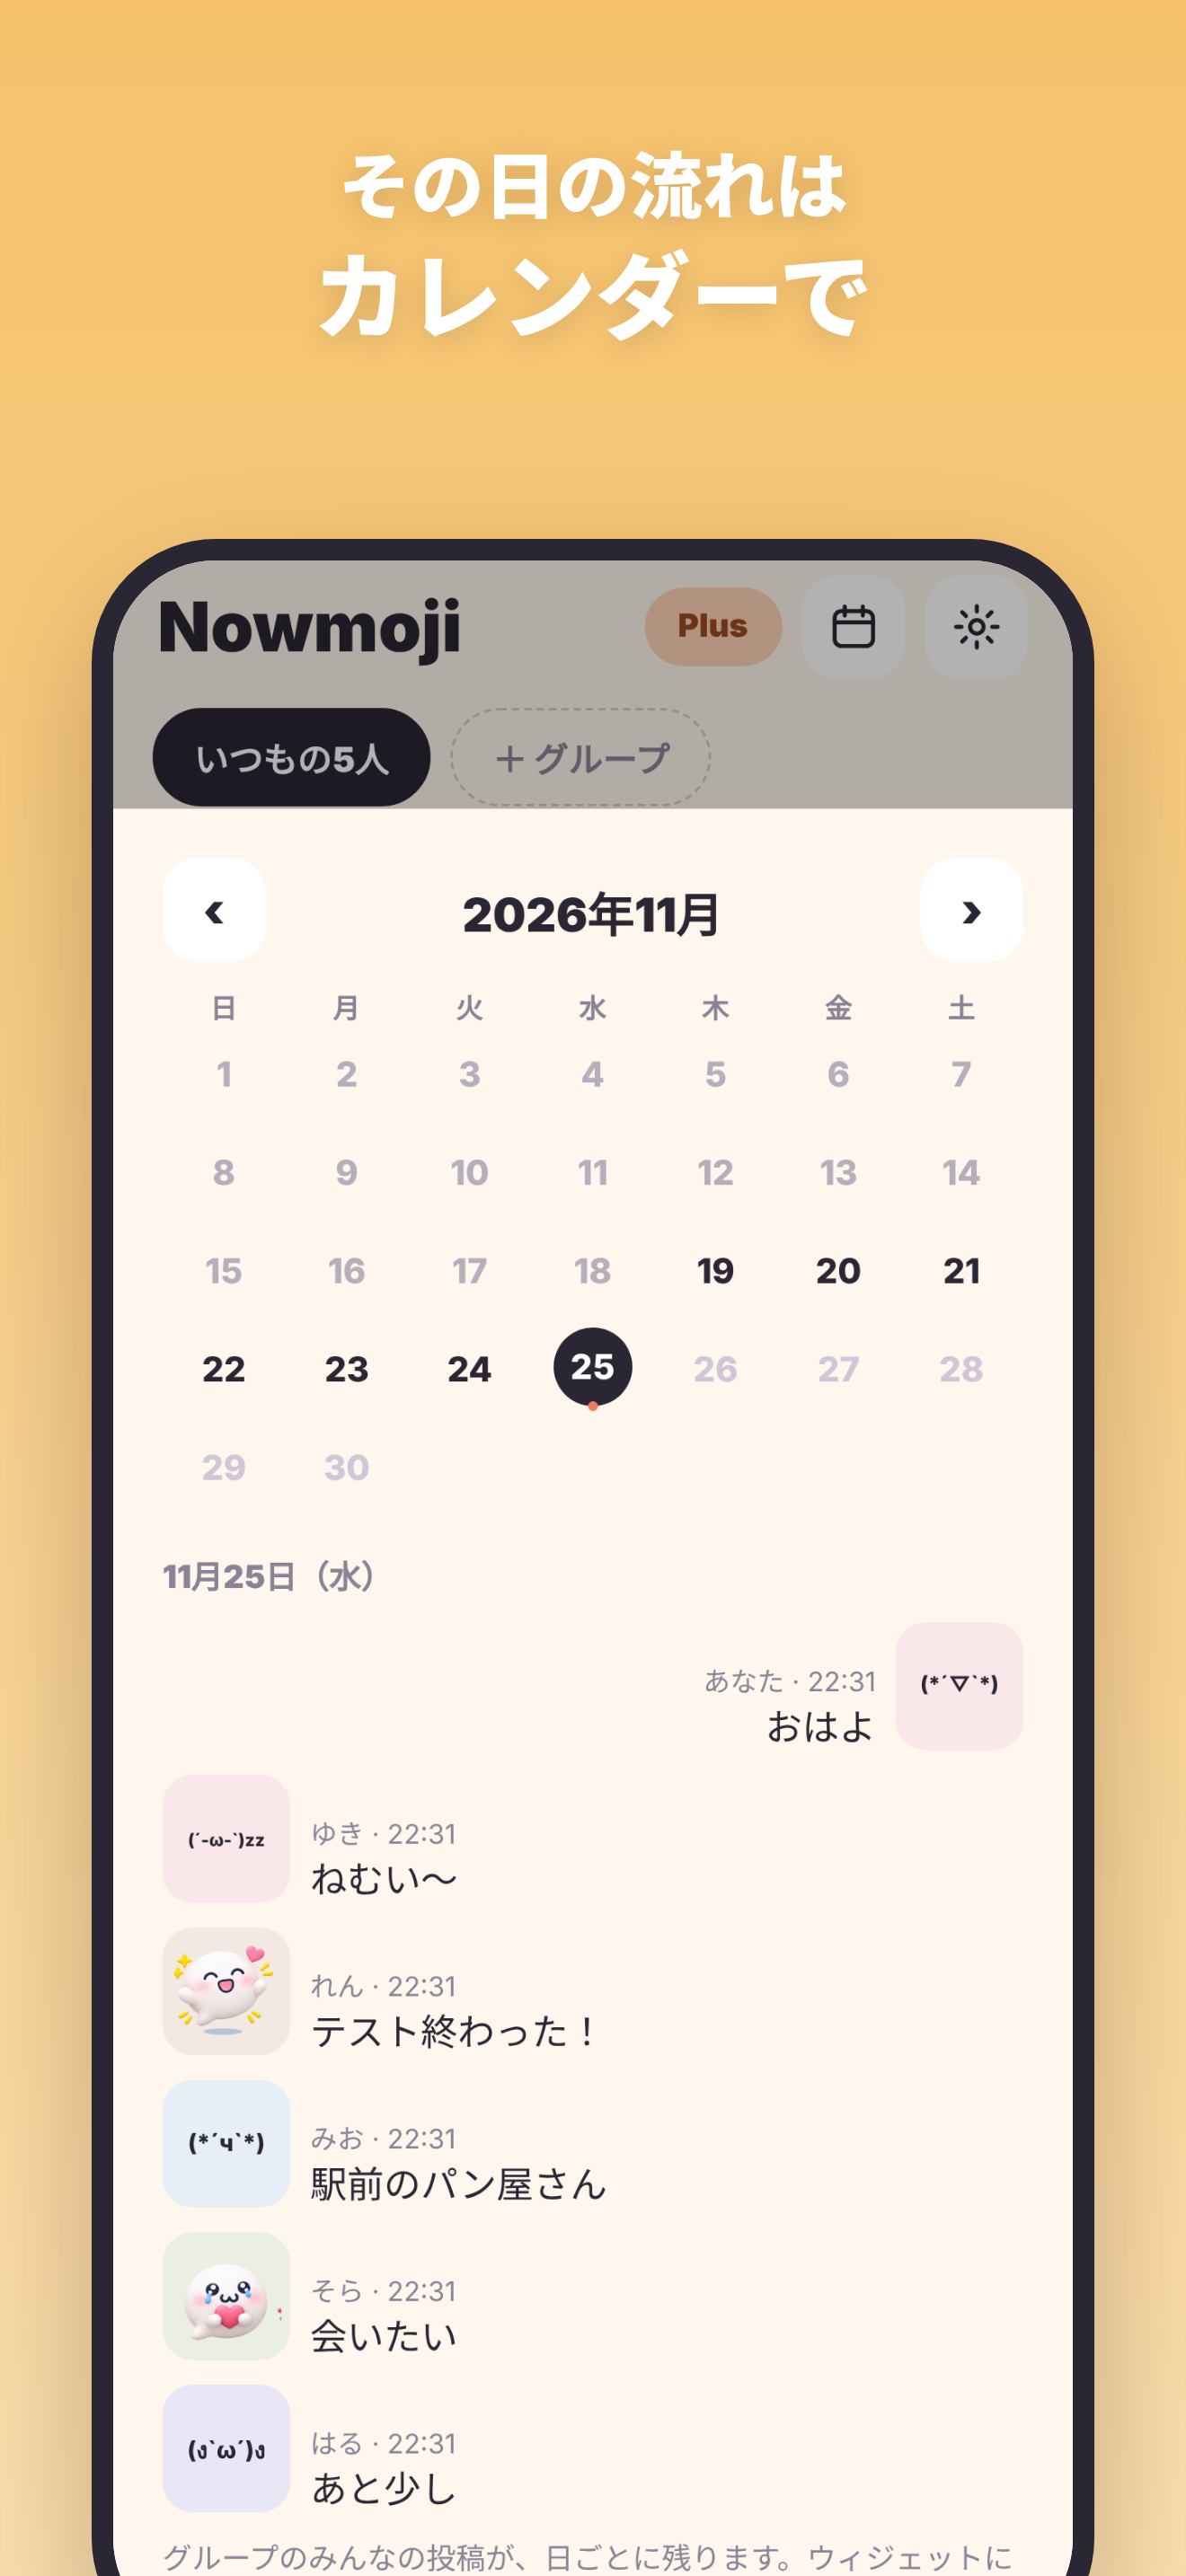 その日の流れは
カレンダーで
Nowmoji
Plus
いつもの5人
＋ グループ
‹ 2026年11月 ›
日 月 火 水 木 金 土
1 2 3 4 5 6 7
8 9 10 11 12 13 14
15 16 17 18 19 20 21
22 23 24 25 26 27 28
29 30
11月25日（水）
あなた · 22:31
おはよ
(*´▽`*)
(´-ω-`)zz
ゆき · 22:31
ねむい〜
れん · 22:31
テスト終わった！
(*´ч`*)
みお · 22:31
駅前のパン屋さん
そら · 22:31
会いたい
(ง`ω´)ง
はる · 22:31
あと少し
グループのみんなの投稿が、日ごとに残ります。ウィジェットに